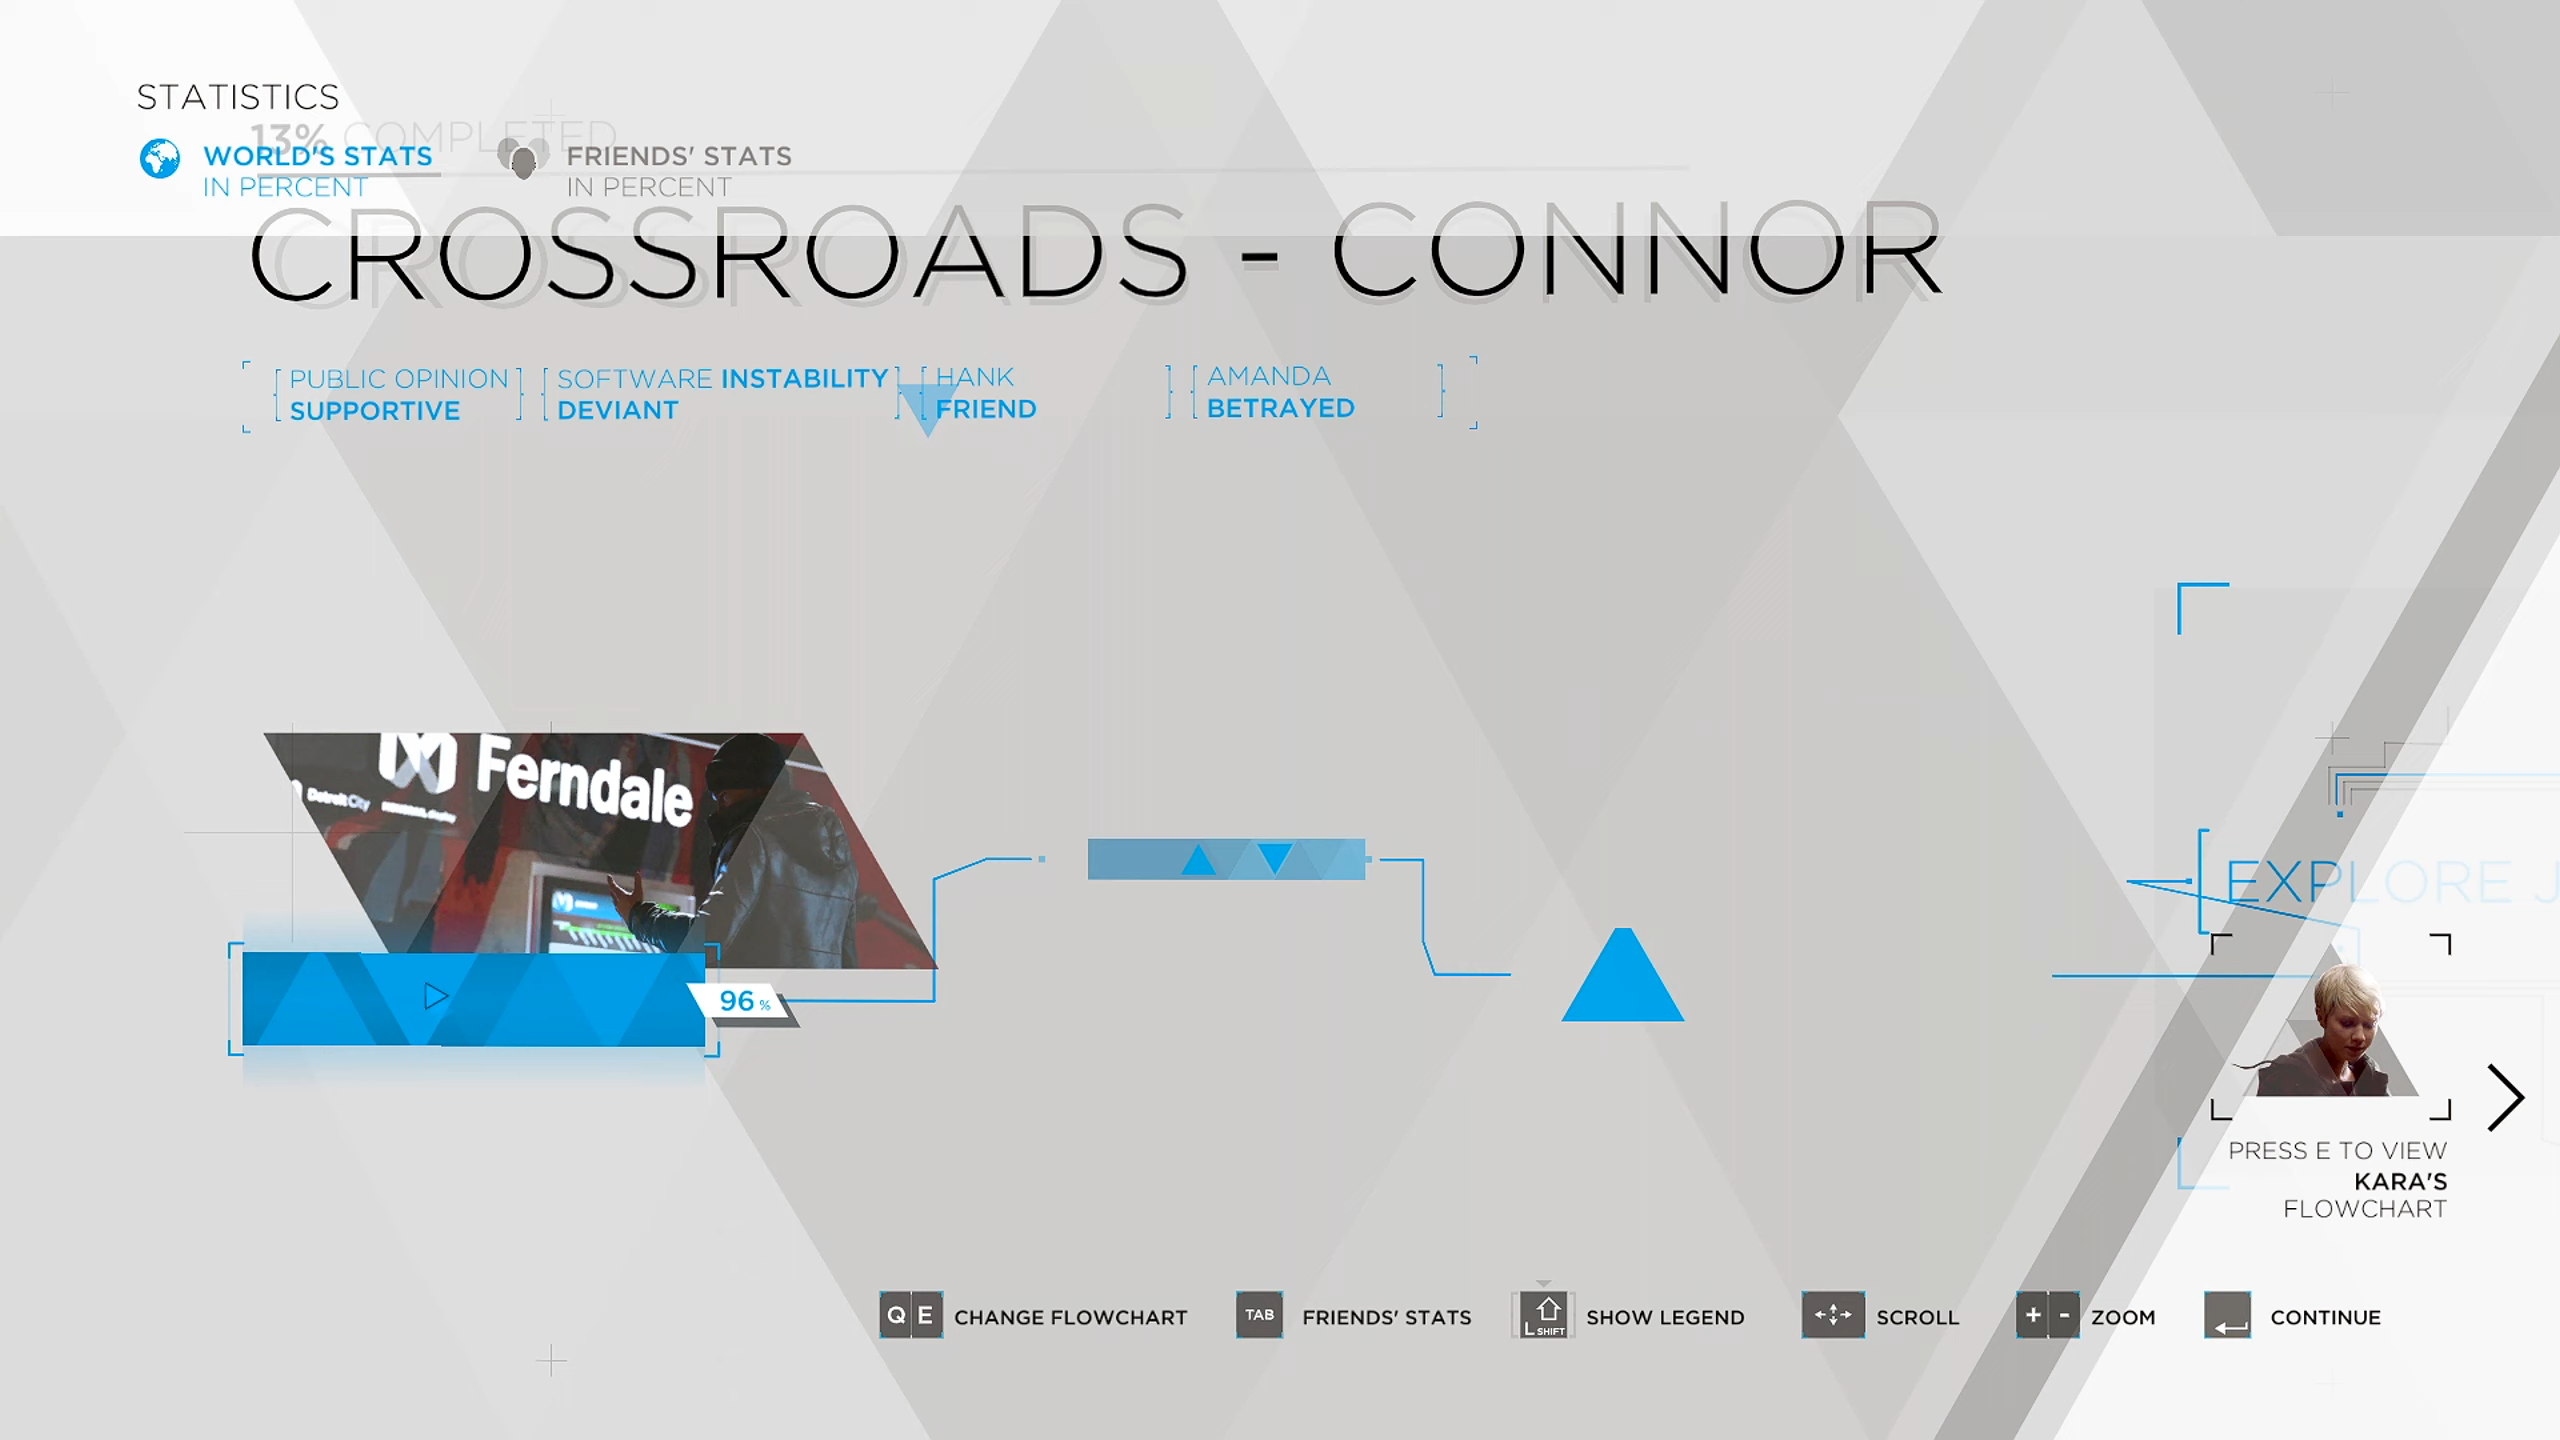 STATISTICS
13% COMPLETED
WORLD'S STATS
IN PERCENT
FRIENDS' STATS
IN PERCENT
CROSSROADS - CONNOR
PUBLIC OPINION
SUPPORTIVE
SOFTWARE INSTABILITY
DEVIANT
HANK
FRIEND
AMANDA
BETRAYED
Ferndale
Detroit City
96 %
EXPLORE J
PRESS E TO VIEW
KARA'S
FLOWCHART
Q E CHANGE FLOWCHART
TAB FRIENDS' STATS
L SHIFT SHOW LEGEND
SCROLL
+ - ZOOM
CONTINUE